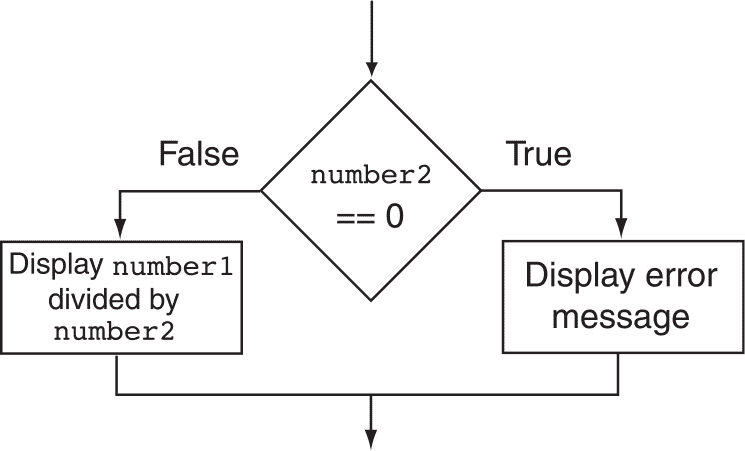 False
True
number2
== 0
Display number1
divided by
number2
Display error
message